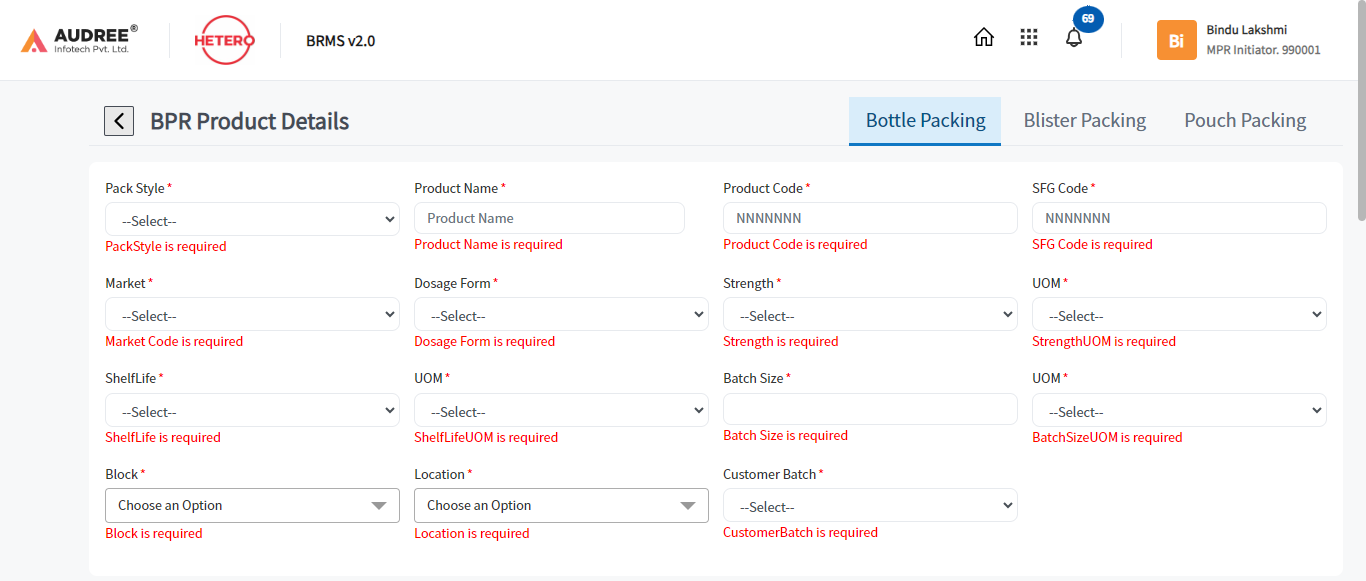 AUDREE®
Infotech Pvt. Ltd.
HETERO
BRMS v2.0
69
Bi
Bindu Lakshmi
MPR Initiator. 990001
BPR Product Details
Bottle Packing Blister Packing Pouch Packing
Pack Style * Product Name * Product Code * SFG Code *
--Select-- Product Name NNNNNNN NNNNNNN
PackStyle is required Product Name is required Product Code is required SFG Code is required
Market * Dosage Form * Strength * UOM *
--Select-- --Select-- --Select-- --Select--
Market Code is required Dosage Form is required Strength is required StrengthUOM is required
ShelfLife * UOM * Batch Size * UOM *
--Select-- --Select-- --Select--
ShelfLife is required ShelfLifeUOM is required Batch Size is required BatchSizeUOM is required
Block * Location * Customer Batch *
Choose an Option Choose an Option --Select--
Block is required Location is required CustomerBatch is required